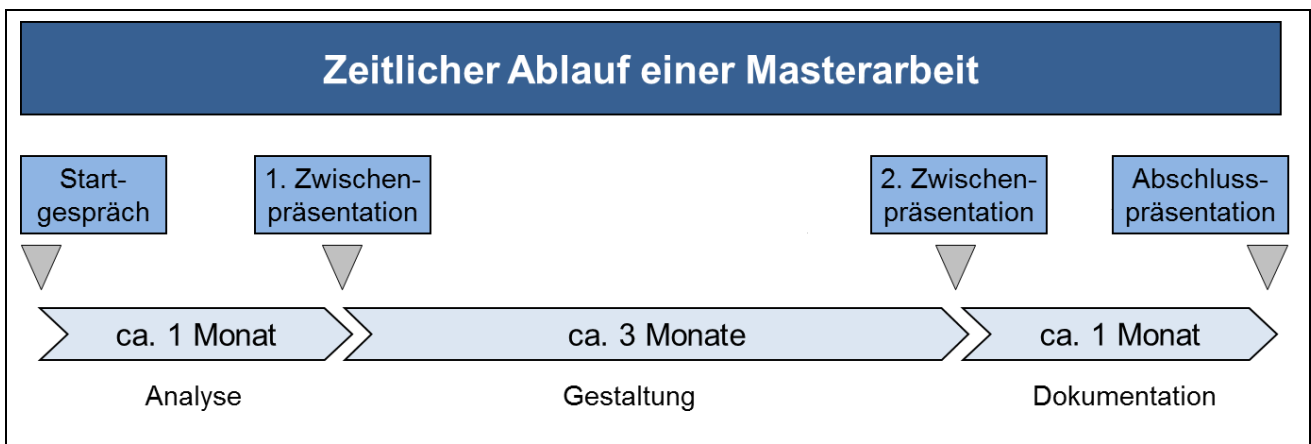 Zeitlicher Ablauf einer Masterarbeit
Start-
gespräch
1. Zwischen-
präsentation
2. Zwischen-
präsentation
Abschluss-
präsentation
ca. 1 Monat
ca. 3 Monate
ca. 1 Monat
Analyse
Gestaltung
Dokumentation